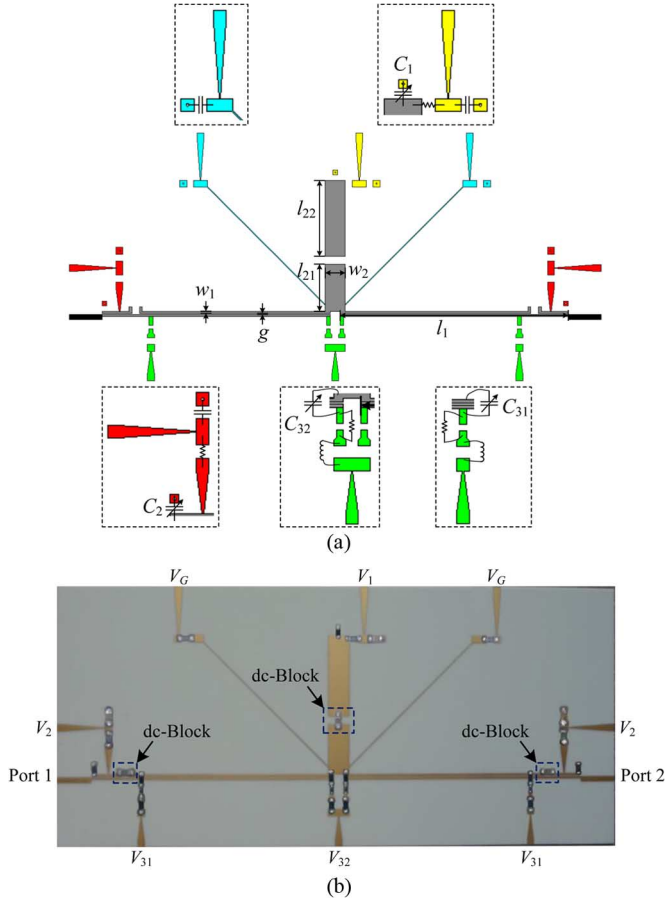 C1
l22
l21
w2
w1
g
l1
C32
C31
C2
(a)
VG
V1
VG
dc-Block
V2
dc-Block
dc-Block
V2
Port 1
Port 2
V31
V32
V31
(b)